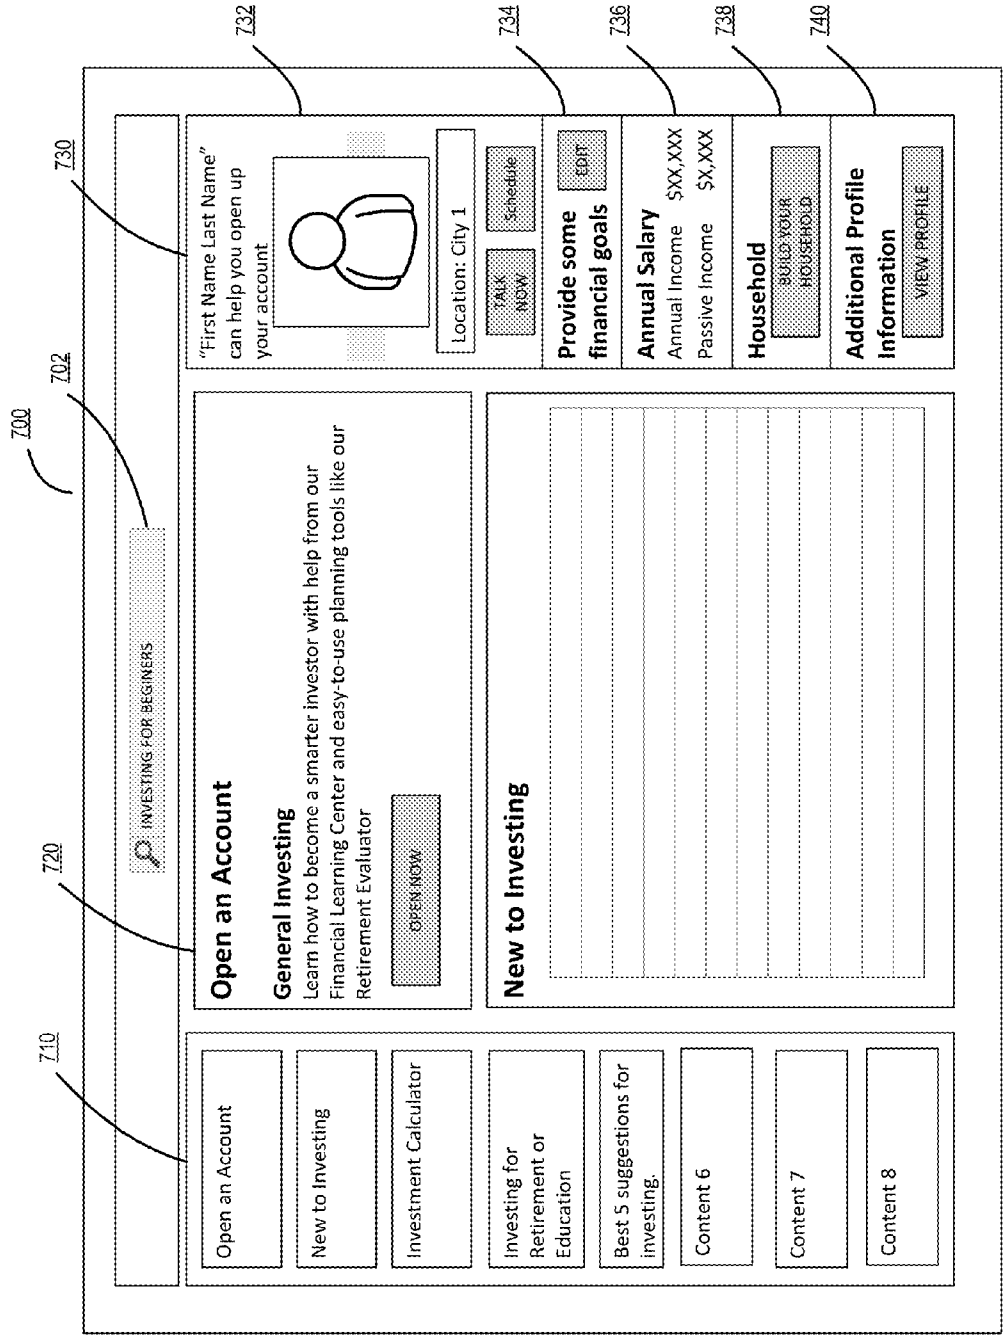 700
702
INVESTING FOR BEGINERS
710
Open an Account
New to Investing
Investment Calculator
Investing for
Retirement or
Education
Best 5 suggestions for
investing.
Content 6
Content 7
Content 8
720
Open an Account
General Investing
Learn how to become a smarter investor with help from our
Financial Learning Center and easy-to-use planning tools like our
Retirement Evaluator
OPEN NOW
New to Investing
730
732
"First Name Last Name"
can help you open up
your account
Location: City 1
TALK
NOW
Schedule
734
Provide some
financial goals
EDIT
736
Annual Salary
Annual Income $XX,XXX
Passive Income $X,XXX
738
Household
BUILD YOUR
HOUSEHOLD
740
Additional Profile
Information
VIEW PROFILE